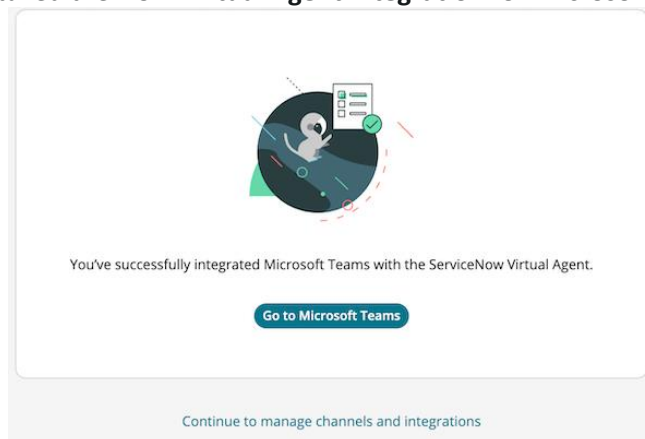 You've successfully integrated Microsoft Teams with the ServiceNow Virtual Agent.
Go to Microsoft Teams
Continue to manage channels and integrations